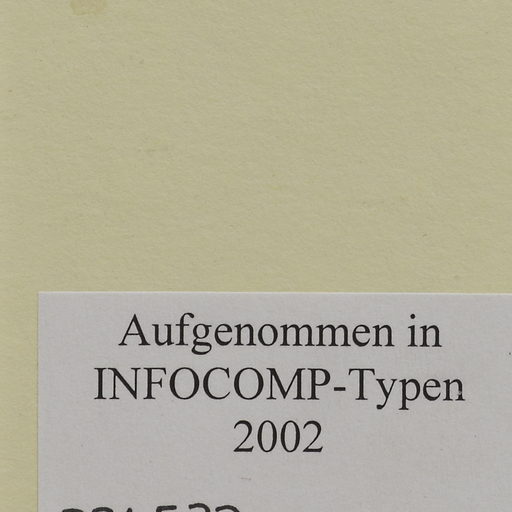 Aufgenommen in
INFOCOMP-Typen
2002